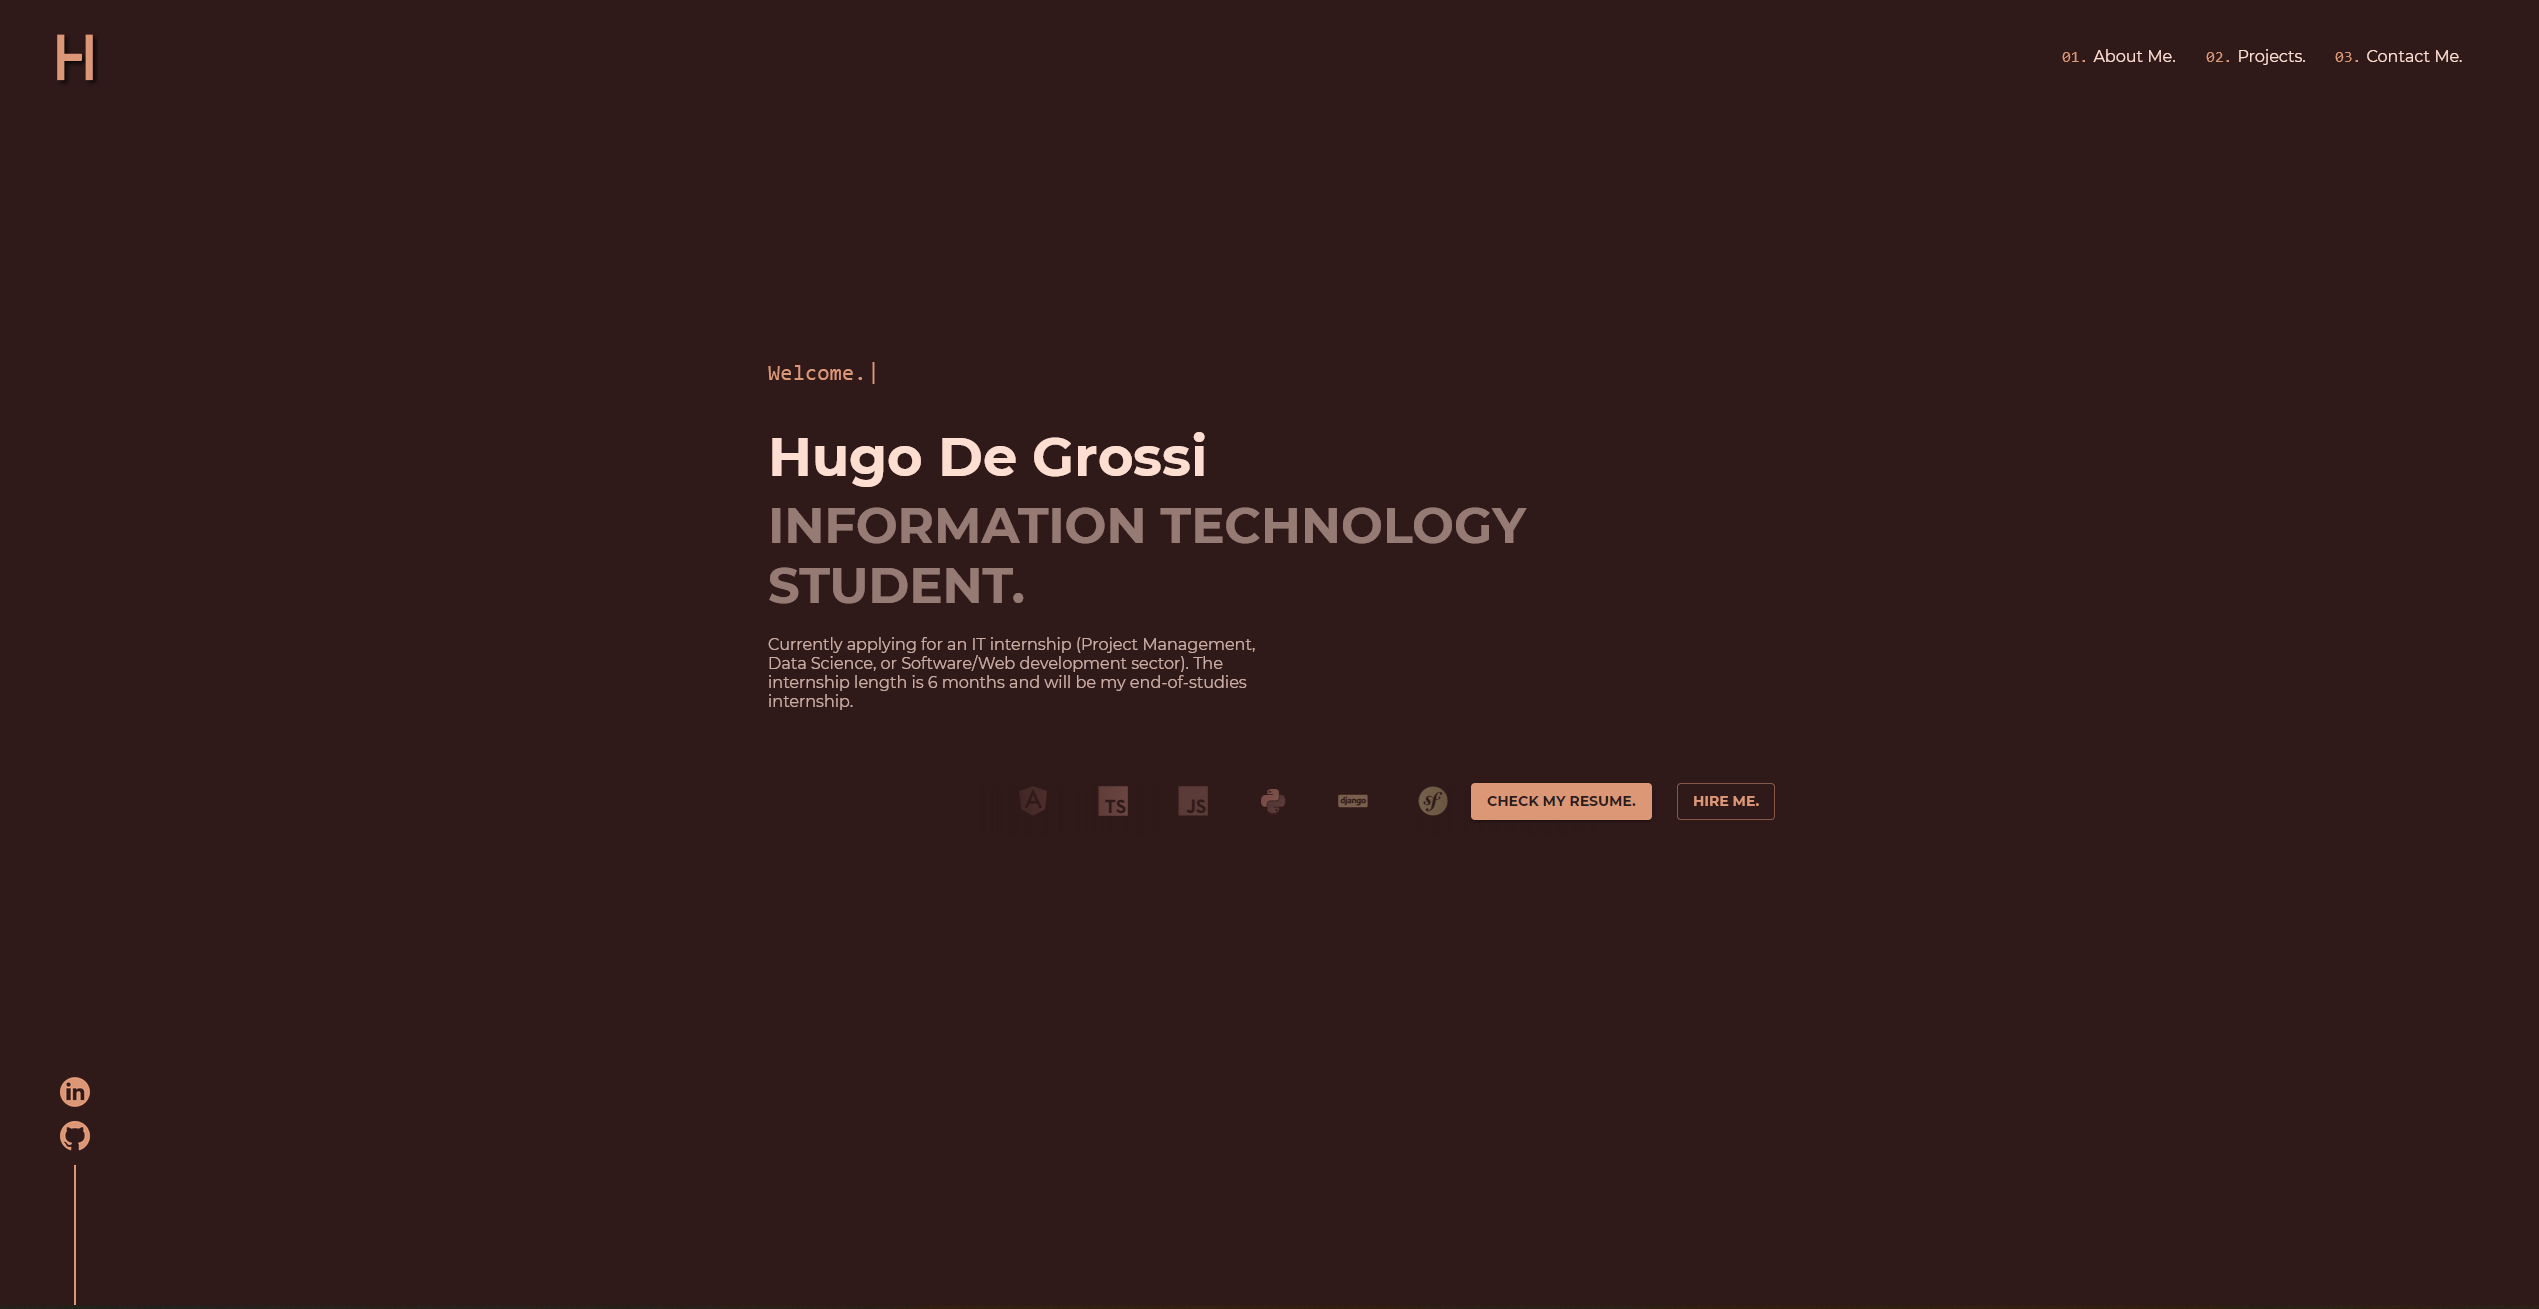 H
01. About Me. 02. Projects. 03. Contact Me.
Welcome.
Hugo De Grossi
INFORMATION TECHNOLOGY
STUDENT.
Currently applying for an IT internship (Project Management,
Data Science, or Software/Web development sector). The
internship length is 6 months and will be my end-of-studies
internship.
A TS JS django sf CHECK MY RESUME. HIRE ME.
in